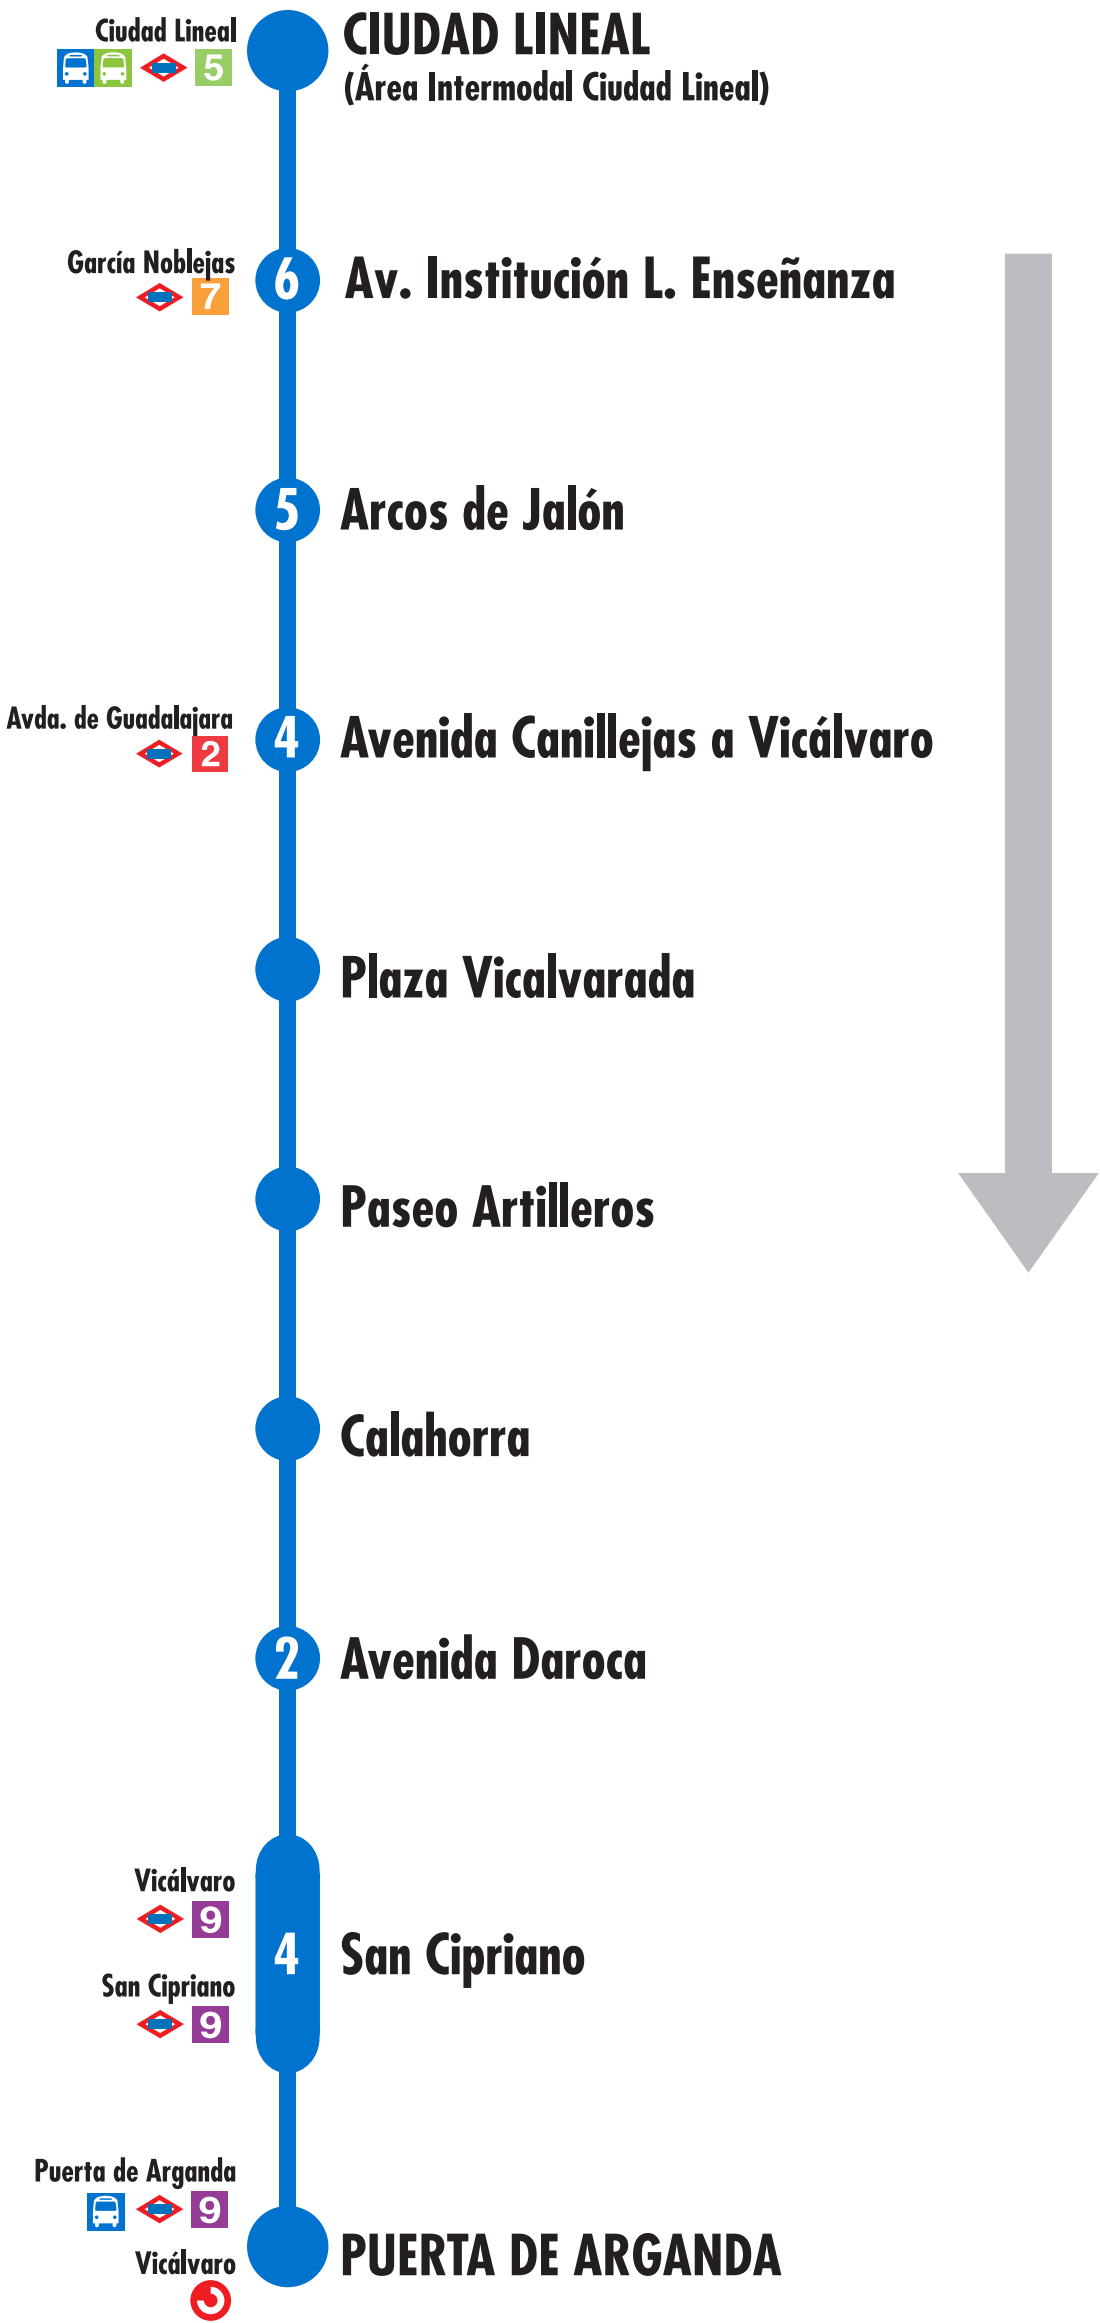 Ciudad Lineal
5
CIUDAD LINEAL
(Área Intermodal Ciudad Lineal)
García Noblejas
7
6
Av. Institución L. Enseñanza
5
Arcos de Jalón
Avda. de Guadalajara
2
4
Avenida Canillejas a Vicálvaro
Plaza Vicalvarada
Paseo Artilleros
Calahorra
2
Avenida Daroca
Vicálvaro
9
San Cipriano
9
4
San Cipriano
Puerta de Arganda
9
Vicálvaro
PUERTA DE ARGANDA